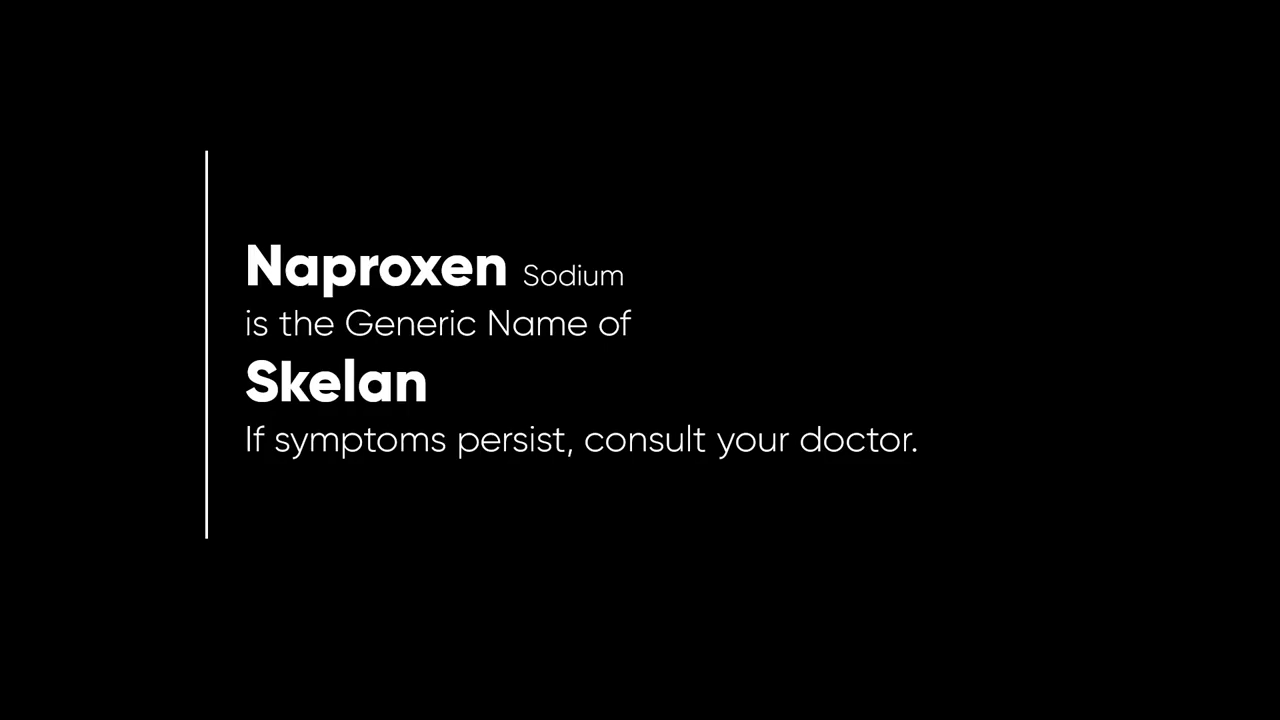 Naproxen Sodium
is the Generic Name of
Skelan
If symptoms persist, consult your doctor.